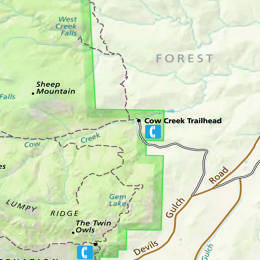 West Creek
Falls
FOREST
Sheep
Mountain
Falls
Cow Creek Trailhead
Cow
Creek
es
Gem
Lake
LUMPY
RIDGE
The Twin
Owls
Devils
Gulch
Road